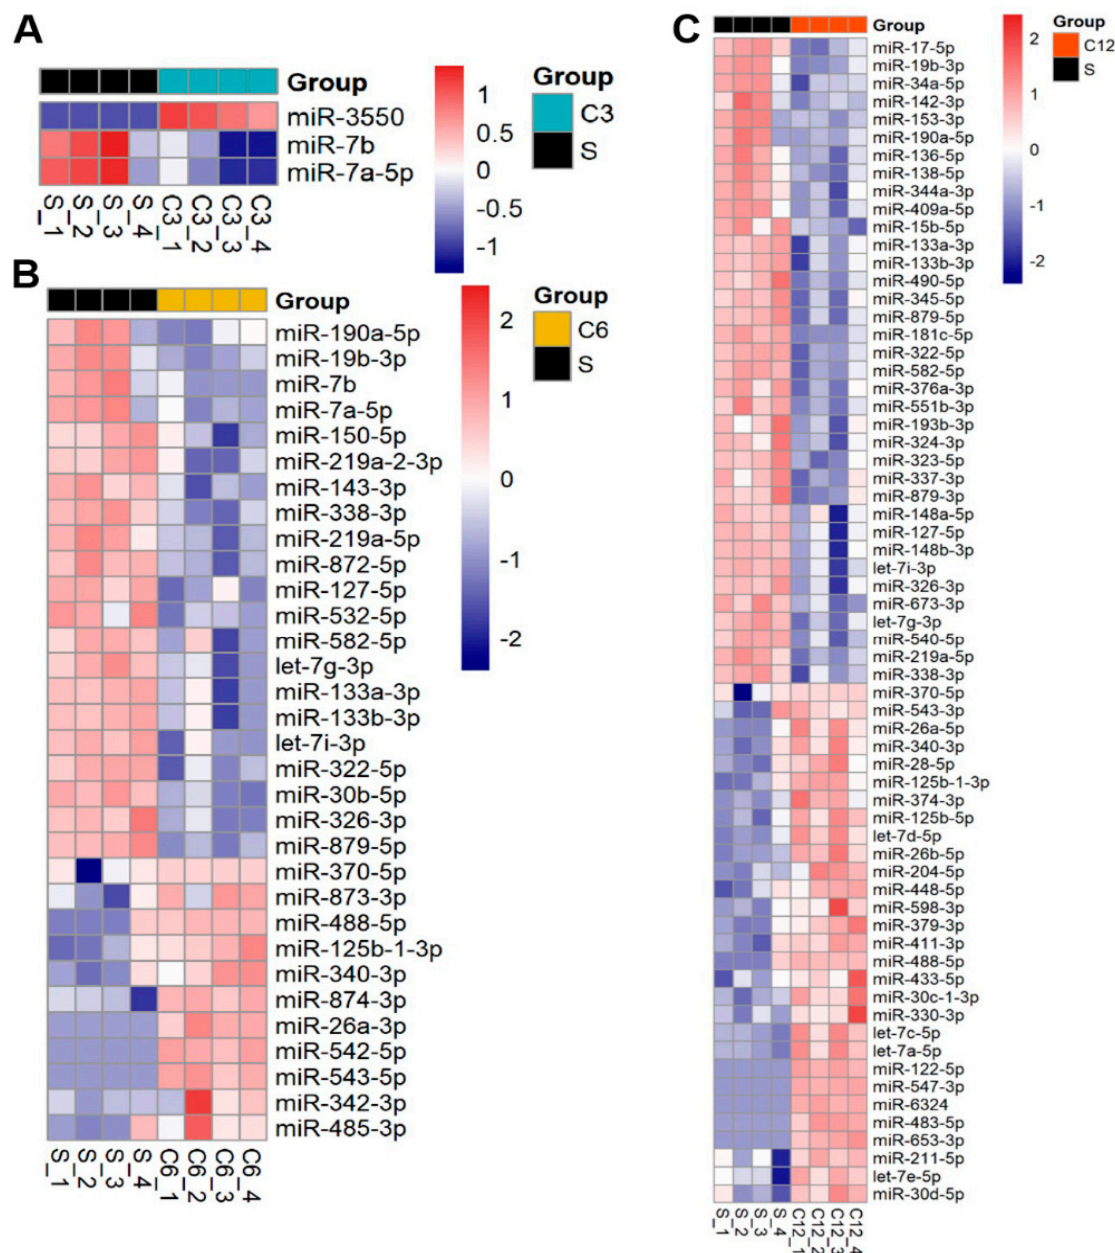 A
Group
miR-3550
miR-7b
miR-7a-5p
S_1
S_2
S_3
S_4
C3_1
C3_2
C3_3
C3_4
1
0.5
0
-0.5
-1
Group
C3
S
B
Group
miR-190a-5p
miR-19b-3p
miR-7b
miR-7a-5p
miR-150-5p
miR-219a-2-3p
miR-143-3p
miR-338-3p
miR-219a-5p
miR-872-5p
miR-127-5p
miR-532-5p
miR-582-5p
let-7g-3p
miR-133a-3p
miR-133b-3p
let-7i-3p
miR-322-5p
miR-30b-5p
miR-326-3p
miR-879-5p
miR-370-5p
miR-873-3p
miR-488-5p
miR-125b-1-3p
miR-340-3p
miR-874-3p
miR-26a-3p
miR-542-5p
miR-543-5p
miR-342-3p
miR-485-3p
S_1
S_2
S_3
S_4
C6_1
C6_2
C6_3
C6_4
2
1
0
-1
-2
Group
C6
S
C
Group
miR-17-5p
miR-19b-3p
miR-34a-5p
miR-142-3p
miR-153-3p
miR-190a-5p
miR-136-5p
miR-138-5p
miR-344a-3p
miR-409a-5p
miR-15b-5p
miR-133a-3p
miR-133b-3p
miR-490-5p
miR-345-5p
miR-879-5p
miR-181c-5p
miR-322-5p
miR-582-5p
miR-376a-3p
miR-551b-3p
miR-193b-3p
miR-324-3p
miR-323-5p
miR-337-3p
miR-879-3p
miR-148a-5p
miR-127-5p
miR-148b-3p
let-7i-3p
miR-326-3p
miR-673-3p
let-7g-3p
miR-540-5p
miR-219a-5p
miR-338-3p
miR-370-5p
miR-543-3p
miR-26a-5p
miR-340-3p
miR-28-5p
miR-125b-1-3p
miR-374-3p
miR-125b-5p
let-7d-5p
miR-26b-5p
miR-204-5p
miR-448-5p
miR-598-3p
miR-379-3p
miR-411-3p
miR-488-5p
miR-433-5p
miR-30c-1-3p
miR-330-3p
let-7c-5p
let-7a-5p
miR-122-5p
miR-547-3p
miR-6324
miR-483-5p
miR-653-3p
miR-211-5p
let-7e-5p
miR-30d-5p
S_1
S_2
S_3
S_4
C12_1
C12_2
C12_3
C12_4
2
1
0
-1
-2
Group
C12
S